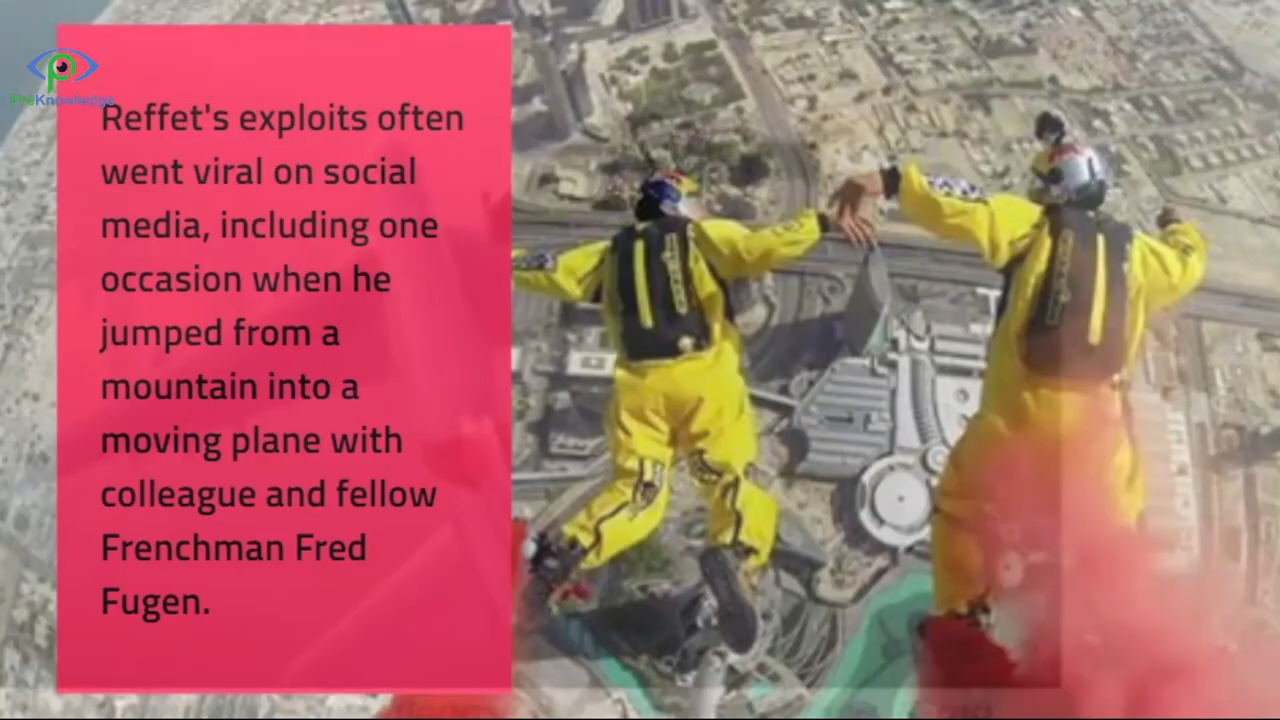 PreKnowledge
Reffet's exploits often
went viral on social
media, including one
occasion when he
jumped from a
mountain into a
moving plane with
colleague and fellow
Frenchman Fred
Fugen.